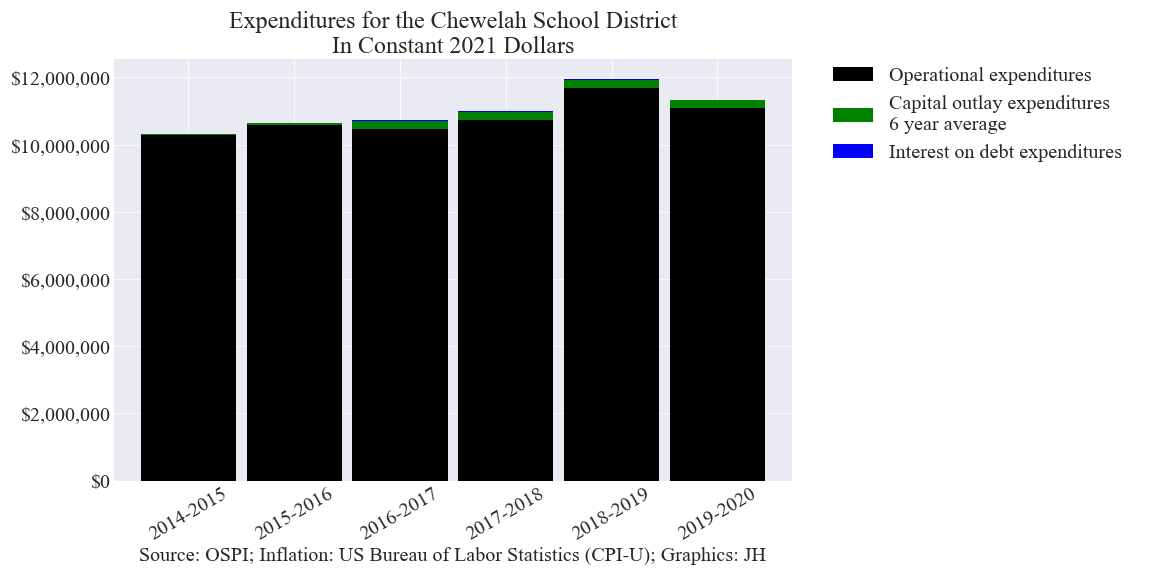 Expenditures for the Chewelah School District
In Constant 2021 Dollars
$12,000,000
$10,000,000
$8,000,000
$6,000,000
$4,000,000
$2,000,000
$0
2014-2015
2015-2016
2016-2017
2017-2018
2018-2019
2019-2020
Source: OSPI; Inflation: US Bureau of Labor Statistics (CPI-U); Graphics: JH
Operational expenditures
Capital outlay expenditures
6 year average
Interest on debt expenditures